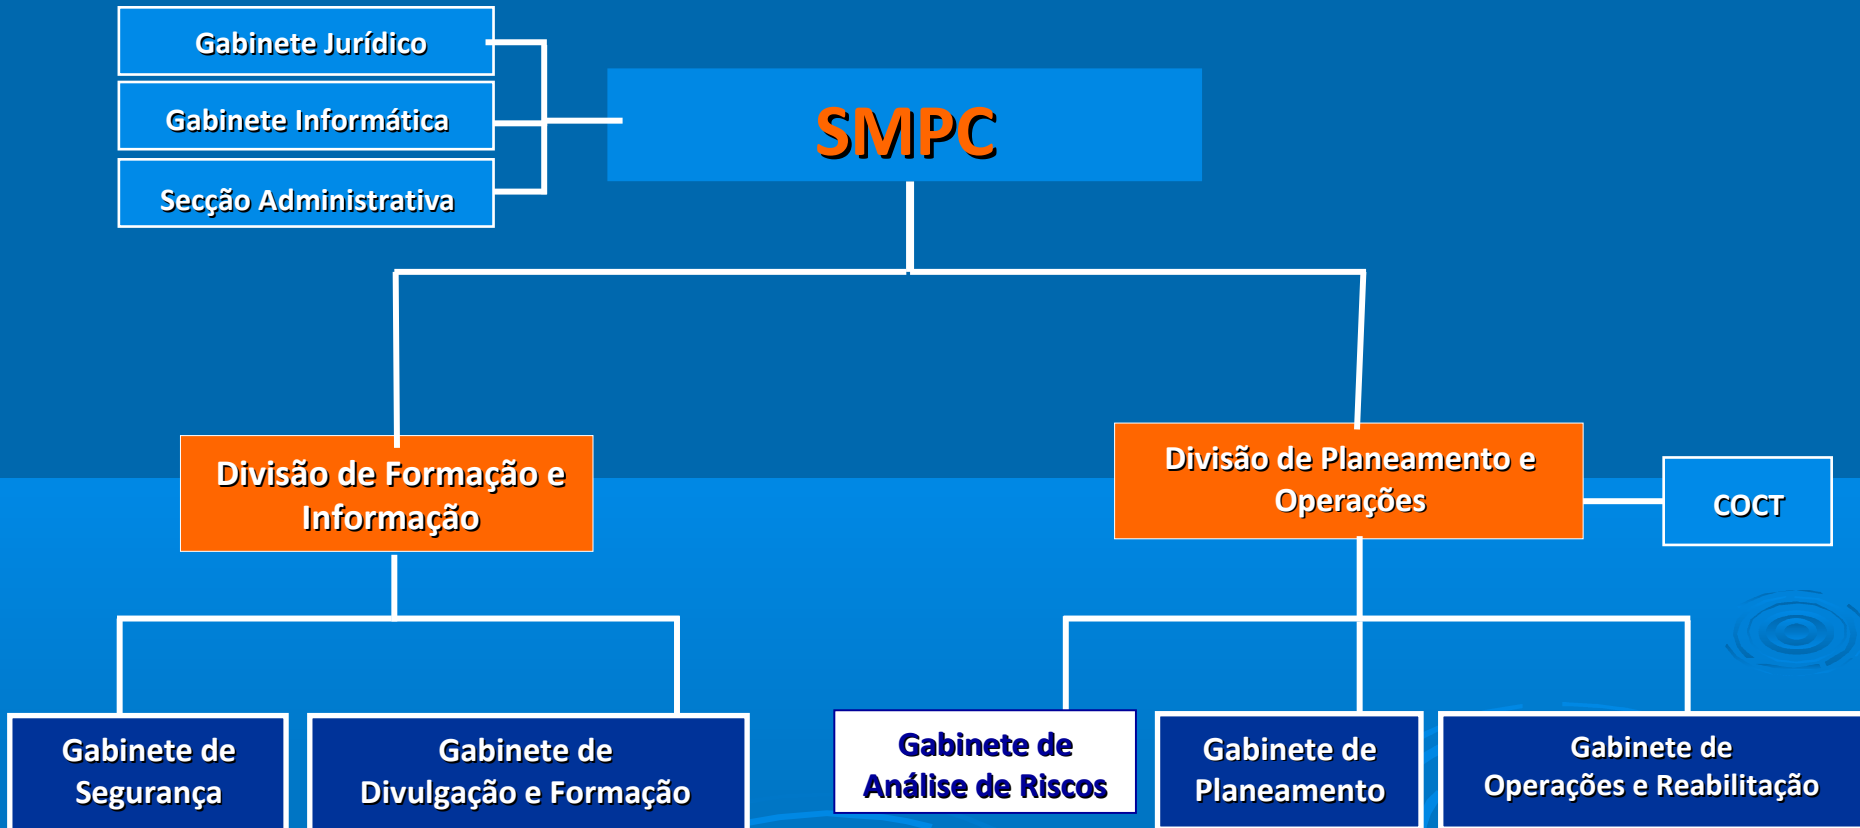 Gabinete Jurídico
Gabinete Informática
Secção Administrativa
SMPC
Divisão de Formação e
Informação
Divisão de Planeamento e
Operações
COCT
Gabinete de
Segurança
Gabinete de
Divulgação e Formação
Gabinete de
Análise de Riscos
Gabinete de
Planeamento
Gabinete de
Operações e Reabilitação